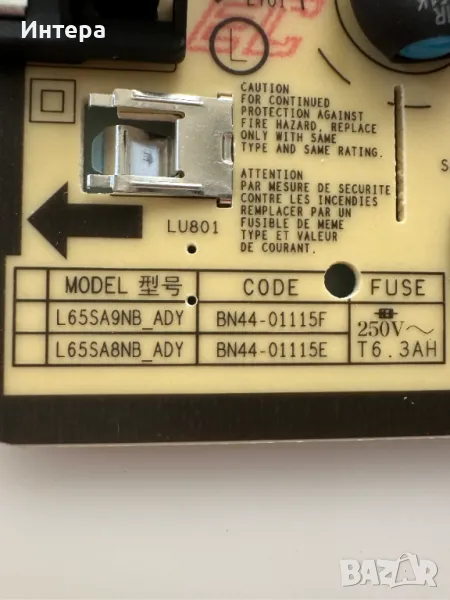 Интера
L
CAUTION
FOR CONTINUED
PROTECTION AGAINST
FIRE HAZARD, REPLACE
ONLY WITH SAME
TYPE AND SAME RATING.
ATTENTION
PAR MESURE DE SECURITE
CONTRE LES INCENDIES
REMPLACER PAR UN
FUSIBLE DE MEME
TYPE ET VALEUR
DE COURANT.
LU801
MODEL 型号 CODE FUSE
L65SA9NB_ADY BN44-01115F 250V~
L65SA8NB_ADY BN44-01115E T6.3AH
BAZAR